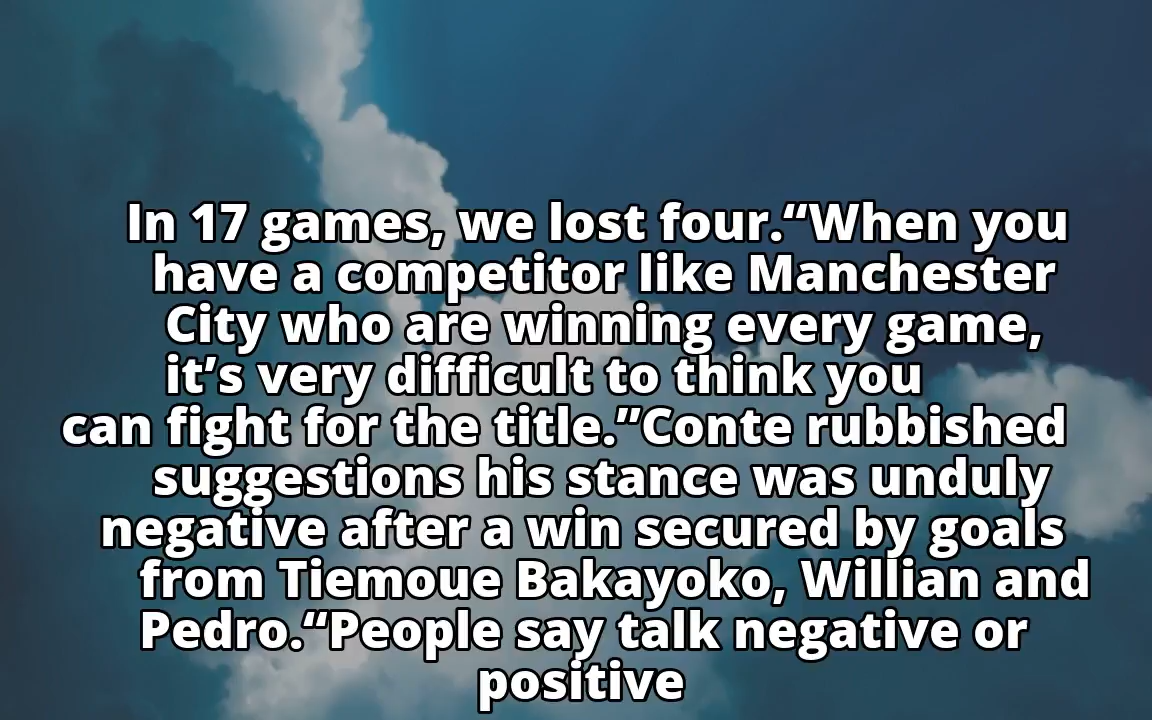 In 17 games, we lost four.“When you
have a competitor like Manchester
City who are winning every game,
it’s very difficult to think you
can fight for the title.”Conte rubbished
suggestions his stance was unduly
negative after a win secured by goals
from Tiemoue Bakayoko, Willian and
Pedro.“People say talk negative or
positive